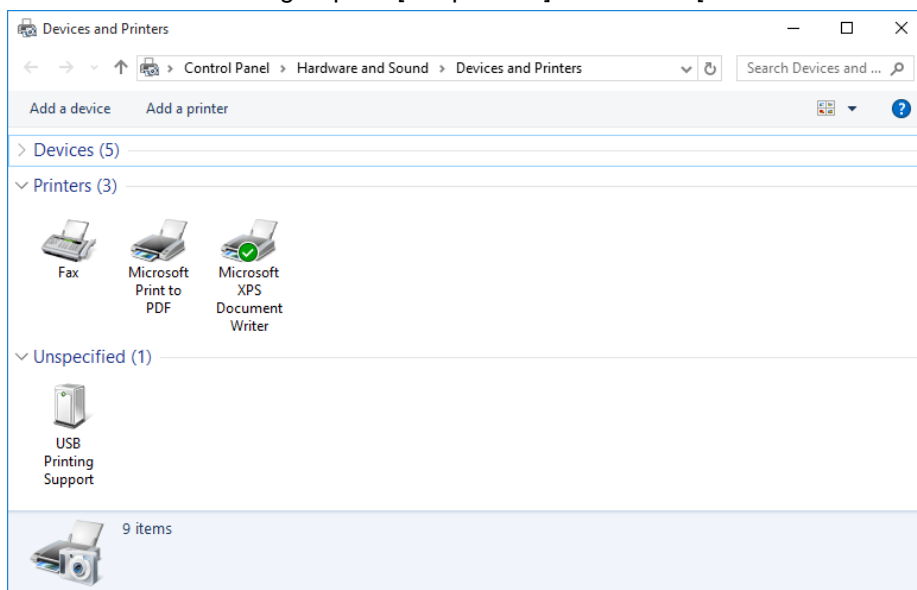 Devices and Printers
Control Panel > Hardware and Sound > Devices and Printers
Search Devices and ...
Add a device Add a printer
Devices (5)
Printers (3)
Fax
Microsoft
Print to
PDF
Microsoft
XPS
Document
Writer
Unspecified (1)
USB
Printing
Support
9 items